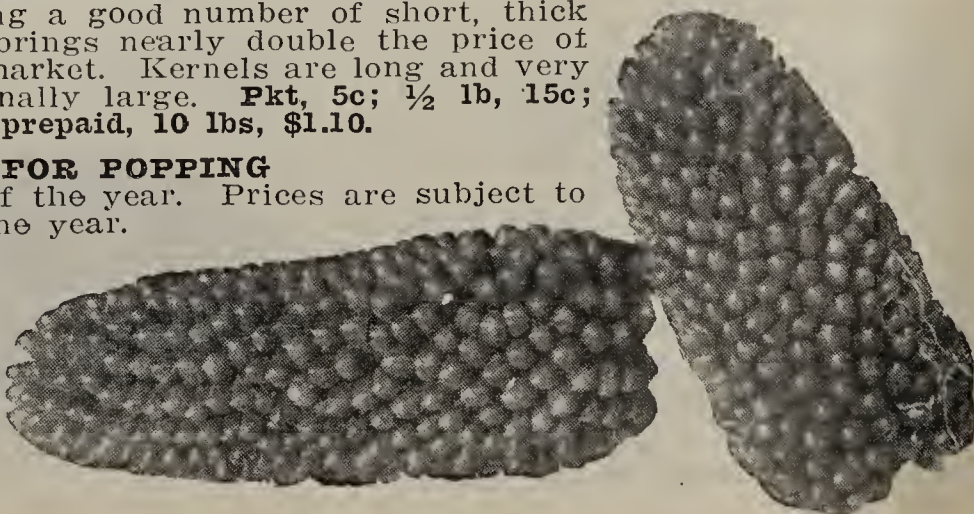 ng a good number of short, thick
brings nearly double the price of
market. Kernels are long and very
nally large. Pkt, 5c; ½ lb, 15c;
prepaid, 10 lbs, $1.10.
FOR POPPING
f the year. Prices are subject to
he year.